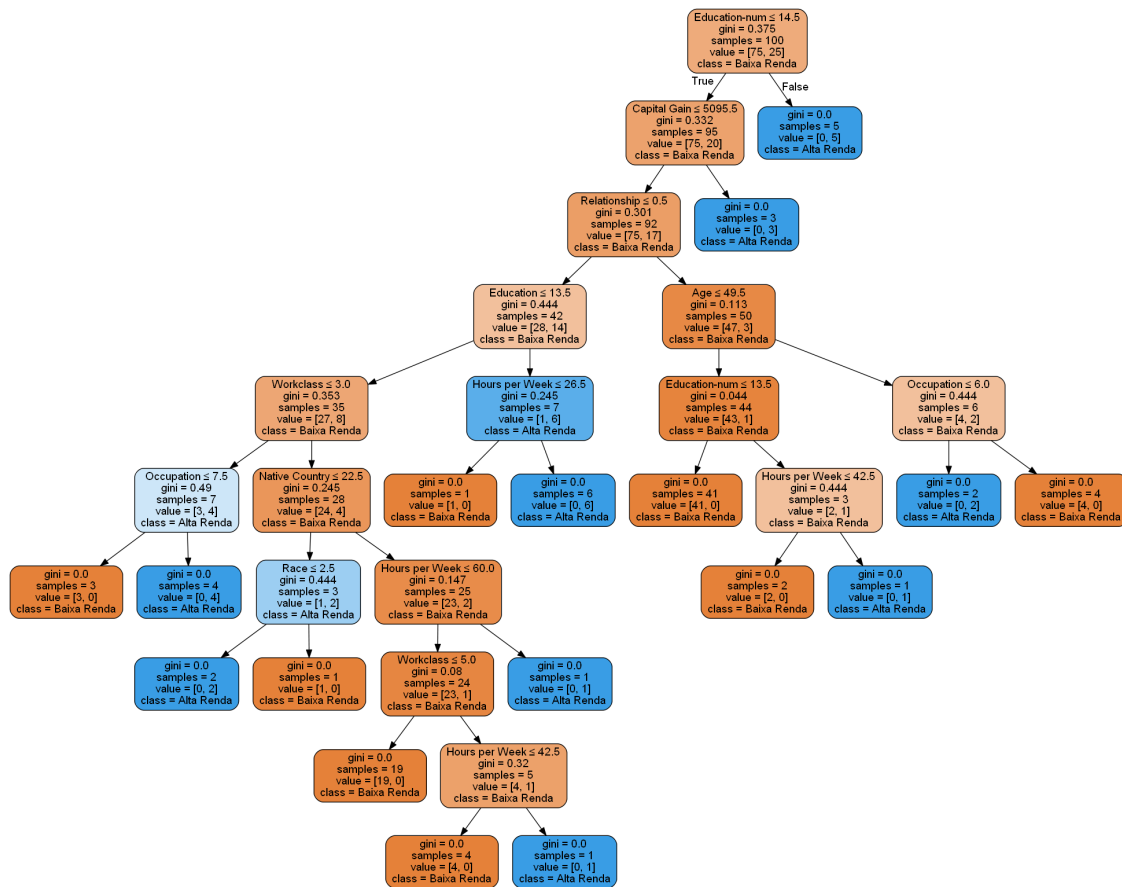 Education-num ≤ 14.5
gini = 0.375
samples = 100
value = [75, 25]
class = Baixa Renda
True
False
Capital Gain ≤ 5095.5
gini = 0.332
samples = 95
value = [75, 20]
class = Baixa Renda
gini = 0.0
samples = 5
value = [0, 5]
class = Alta Renda
Relationship ≤ 0.5
gini = 0.301
samples = 92
value = [75, 17]
class = Baixa Renda
gini = 0.0
samples = 3
value = [0, 3]
class = Alta Renda
Education ≤ 13.5
gini = 0.444
samples = 42
value = [28, 14]
class = Baixa Renda
Age ≤ 49.5
gini = 0.113
samples = 50
value = [47, 3]
class = Baixa Renda
Workclass ≤ 3.0
gini = 0.353
samples = 35
value = [27, 8]
class = Baixa Renda
Hours per Week ≤ 26.5
gini = 0.245
samples = 7
value = [1, 6]
class = Alta Renda
Education-num ≤ 13.5
gini = 0.044
samples = 44
value = [43, 1]
class = Baixa Renda
Occupation ≤ 6.0
gini = 0.444
samples = 6
value = [4, 2]
class = Baixa Renda
Occupation ≤ 7.5
gini = 0.49
samples = 7
value = [3, 4]
class = Alta Renda
Native Country ≤ 22.5
gini = 0.245
samples = 28
value = [24, 4]
class = Baixa Renda
gini = 0.0
samples = 1
value = [1, 0]
class = Baixa Renda
gini = 0.0
samples = 6
value = [0, 6]
class = Alta Renda
gini = 0.0
samples = 41
value = [41, 0]
class = Baixa Renda
Hours per Week ≤ 42.5
gini = 0.444
samples = 3
value = [2, 1]
class = Baixa Renda
gini = 0.0
samples = 2
value = [0, 2]
class = Alta Renda
gini = 0.0
samples = 4
value = [4, 0]
class = Baixa Renda
gini = 0.0
samples = 3
value = [3, 0]
class = Baixa Renda
gini = 0.0
samples = 4
value = [0, 4]
class = Alta Renda
Race ≤ 2.5
gini = 0.444
samples = 3
value = [1, 2]
class = Alta Renda
Hours per Week ≤ 60.0
gini = 0.147
samples = 25
value = [23, 2]
class = Baixa Renda
gini = 0.0
samples = 2
value = [2, 0]
class = Baixa Renda
gini = 0.0
samples = 1
value = [0, 1]
class = Alta Renda
gini = 0.0
samples = 2
value = [0, 2]
class = Alta Renda
gini = 0.0
samples = 1
value = [1, 0]
class = Baixa Renda
Workclass ≤ 5.0
gini = 0.08
samples = 24
value = [23, 1]
class = Baixa Renda
gini = 0.0
samples = 1
value = [0, 1]
class = Alta Renda
gini = 0.0
samples = 19
value = [19, 0]
class = Baixa Renda
Hours per Week ≤ 42.5
gini = 0.32
samples = 5
value = [4, 1]
class = Baixa Renda
gini = 0.0
samples = 4
value = [4, 0]
class = Baixa Renda
gini = 0.0
samples = 1
value = [0, 1]
class = Alta Renda